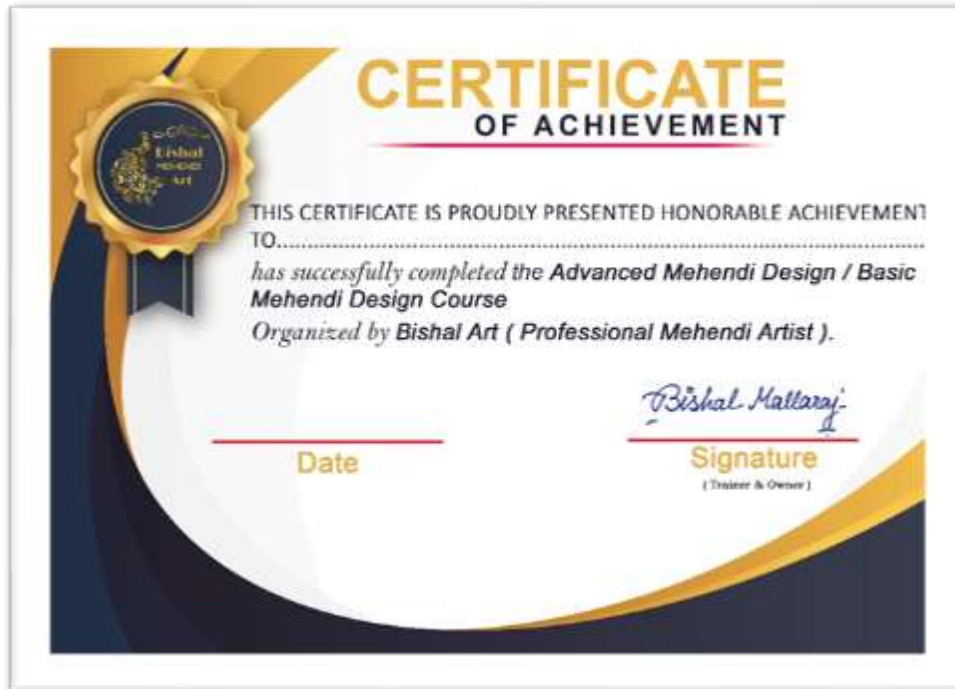 CERTIFICATE
OF ACHIEVEMENT
Bishal
MEHENDI
Art
THIS CERTIFICATE IS PROUDLY PRESENTED HONORABLE ACHIEVEMENT
TO........................................................................................................
has successfully completed the Advanced Mehendi Design / Basic
Mehendi Design Course
Organized by Bishal Art ( Professional Mehendi Artist ).
Bishal Mallaraj
Date
Signature
( Trainer & Owner )